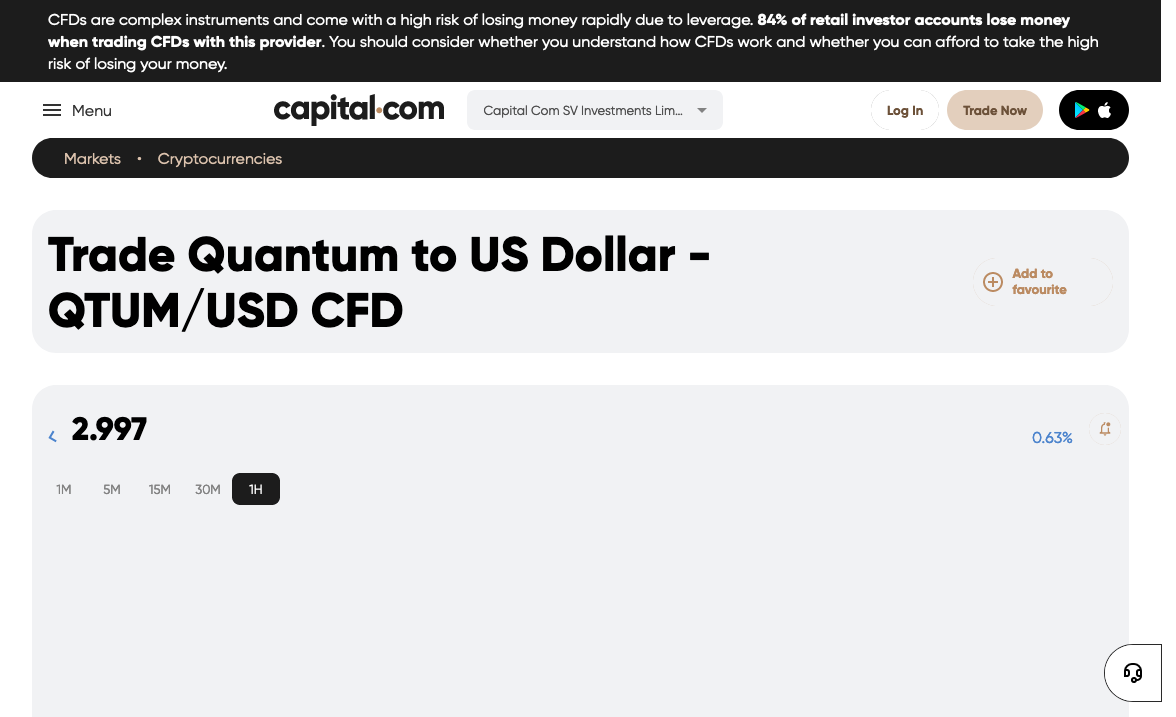 CFDs are complex instruments and come with a high risk of losing money rapidly due to leverage. 84% of retail investor accounts lose money
when trading CFDs with this provider. You should consider whether you understand how CFDs work and whether you can afford to take the high
risk of losing your money.
Menu
capital.com
Capital Com SV Investments Lim...
Log In
Trade Now
Markets • Cryptocurrencies
Trade Quantum to US Dollar -
QTUM/USD CFD
Add to
favourite
2.997
0.63%
1M 5M 15M 30M 1H